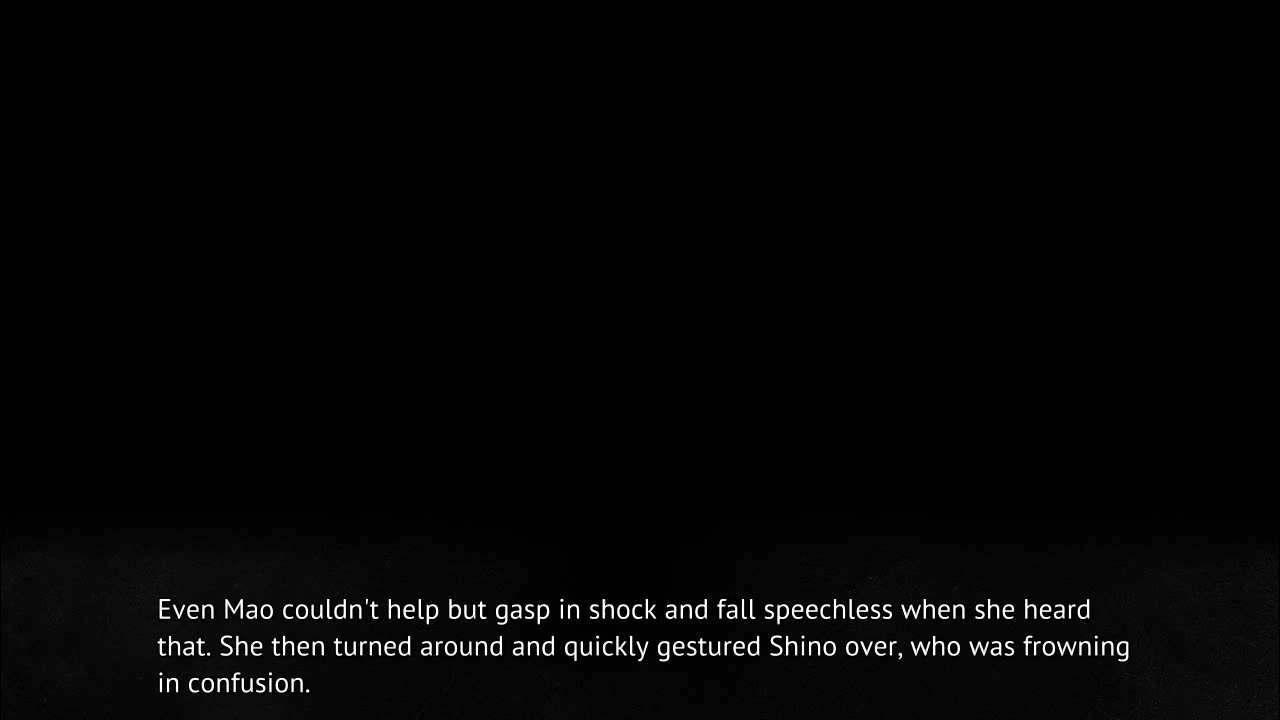 Even Mao couldn't help but gasp in shock and fall speechless when she heard
that. She then turned around and quickly gestured Shino over, who was frowning
in confusion.